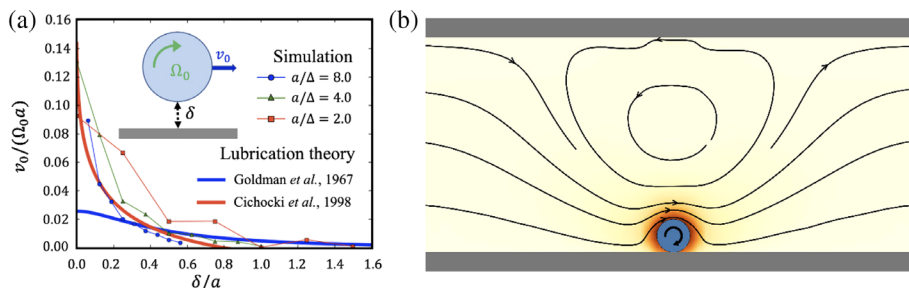 (a)
0.16
0.14
0.12
0.10
0.08
0.06
0.04
0.02
0.00
v₀/(Ω₀a)
0.0 0.2 0.4 0.6 0.8 1.0 1.2 1.4 1.6
δ/a
Ω₀
v₀
δ
Simulation
a/Δ = 8.0
a/Δ = 4.0
a/Δ = 2.0
Lubrication theory
Goldman et al., 1967
Cichocki et al., 1998
(b)